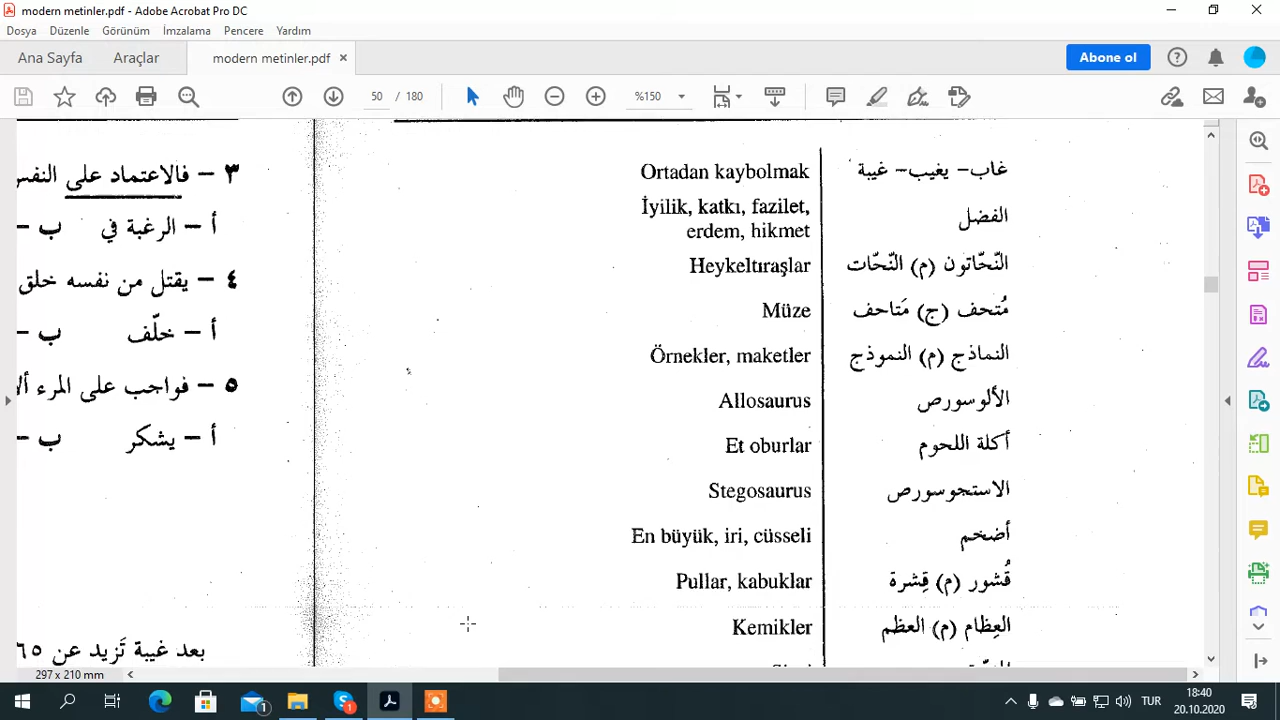 modern metinler.pdf - Adobe Acrobat Pro DC
Dosya Düzenle Görünüm İmzalama Pencere Yardım
Ana Sayfa Araçlar modern metinler.pdf × Abone ol
50 / 180 %150
Ortadan kaybolmak غاب– يغيب– غيبة
İyilik, katkı, fazilet,
erdem, hikmet الفضل
Heykeltıraşlar النّحّاتون (م) النّحّات
Müze مُتحف (ج) مَتاحف
Örnekler, maketler النماذج (م) النموذج
Allosaurus الألوسورص
Et oburlar أكلة اللحوم
Stegosaurus الاستجوسورص
En büyük, iri, cüsseli أضخم
Pullar, kabuklar قُشور (م) قِشرة
Kemikler العِظام (م) العظم
٣ – فالاعتماد على النفس
أ – الرغبة في ب –
٤ – يقتل من نفسه خلق
أ – خلّف ب –
٥ – فواجب على المرء ألا
أ – يشكر ب –
بعد غيبة تَزيد عن ٦٥
297 x 210 mm
1
1
TUR
18:40
20.10.2020